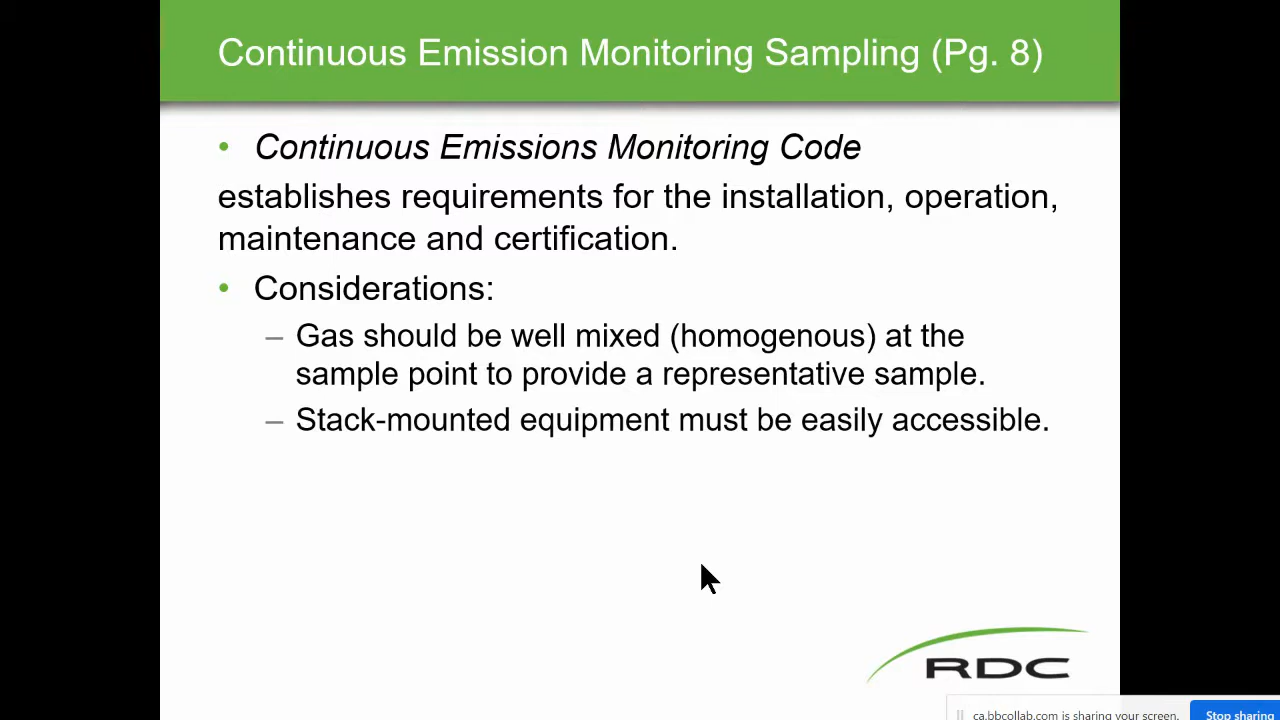 Continuous Emission Monitoring Sampling (Pg. 8)
• Continuous Emissions Monitoring Code
establishes requirements for the installation, operation,
maintenance and certification.
• Considerations:
– Gas should be well mixed (homogenous) at the
sample point to provide a representative sample.
– Stack-mounted equipment must be easily accessible.
RDC
ca.bbcollab.com is sharing your screen.
Stop sharing